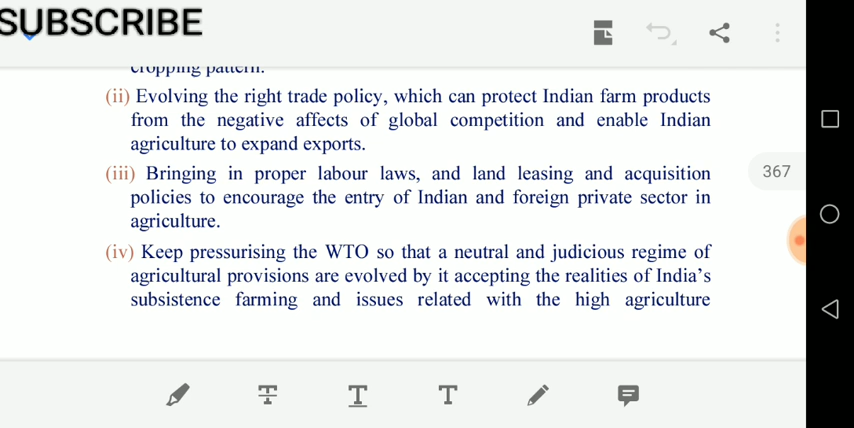 SUBSCRIBE
cropping pattern.
(ii) Evolving the right trade policy, which can protect Indian farm products
from the negative affects of global competition and enable Indian
agriculture to expand exports.
367
(iii) Bringing in proper labour laws, and land leasing and acquisition
policies to encourage the entry of Indian and foreign private sector in
agriculture.
(iv) Keep pressurising the WTO so that a neutral and judicious regime of
agricultural provisions are evolved by it accepting the realities of India's
subsistence farming and issues related with the high agriculture